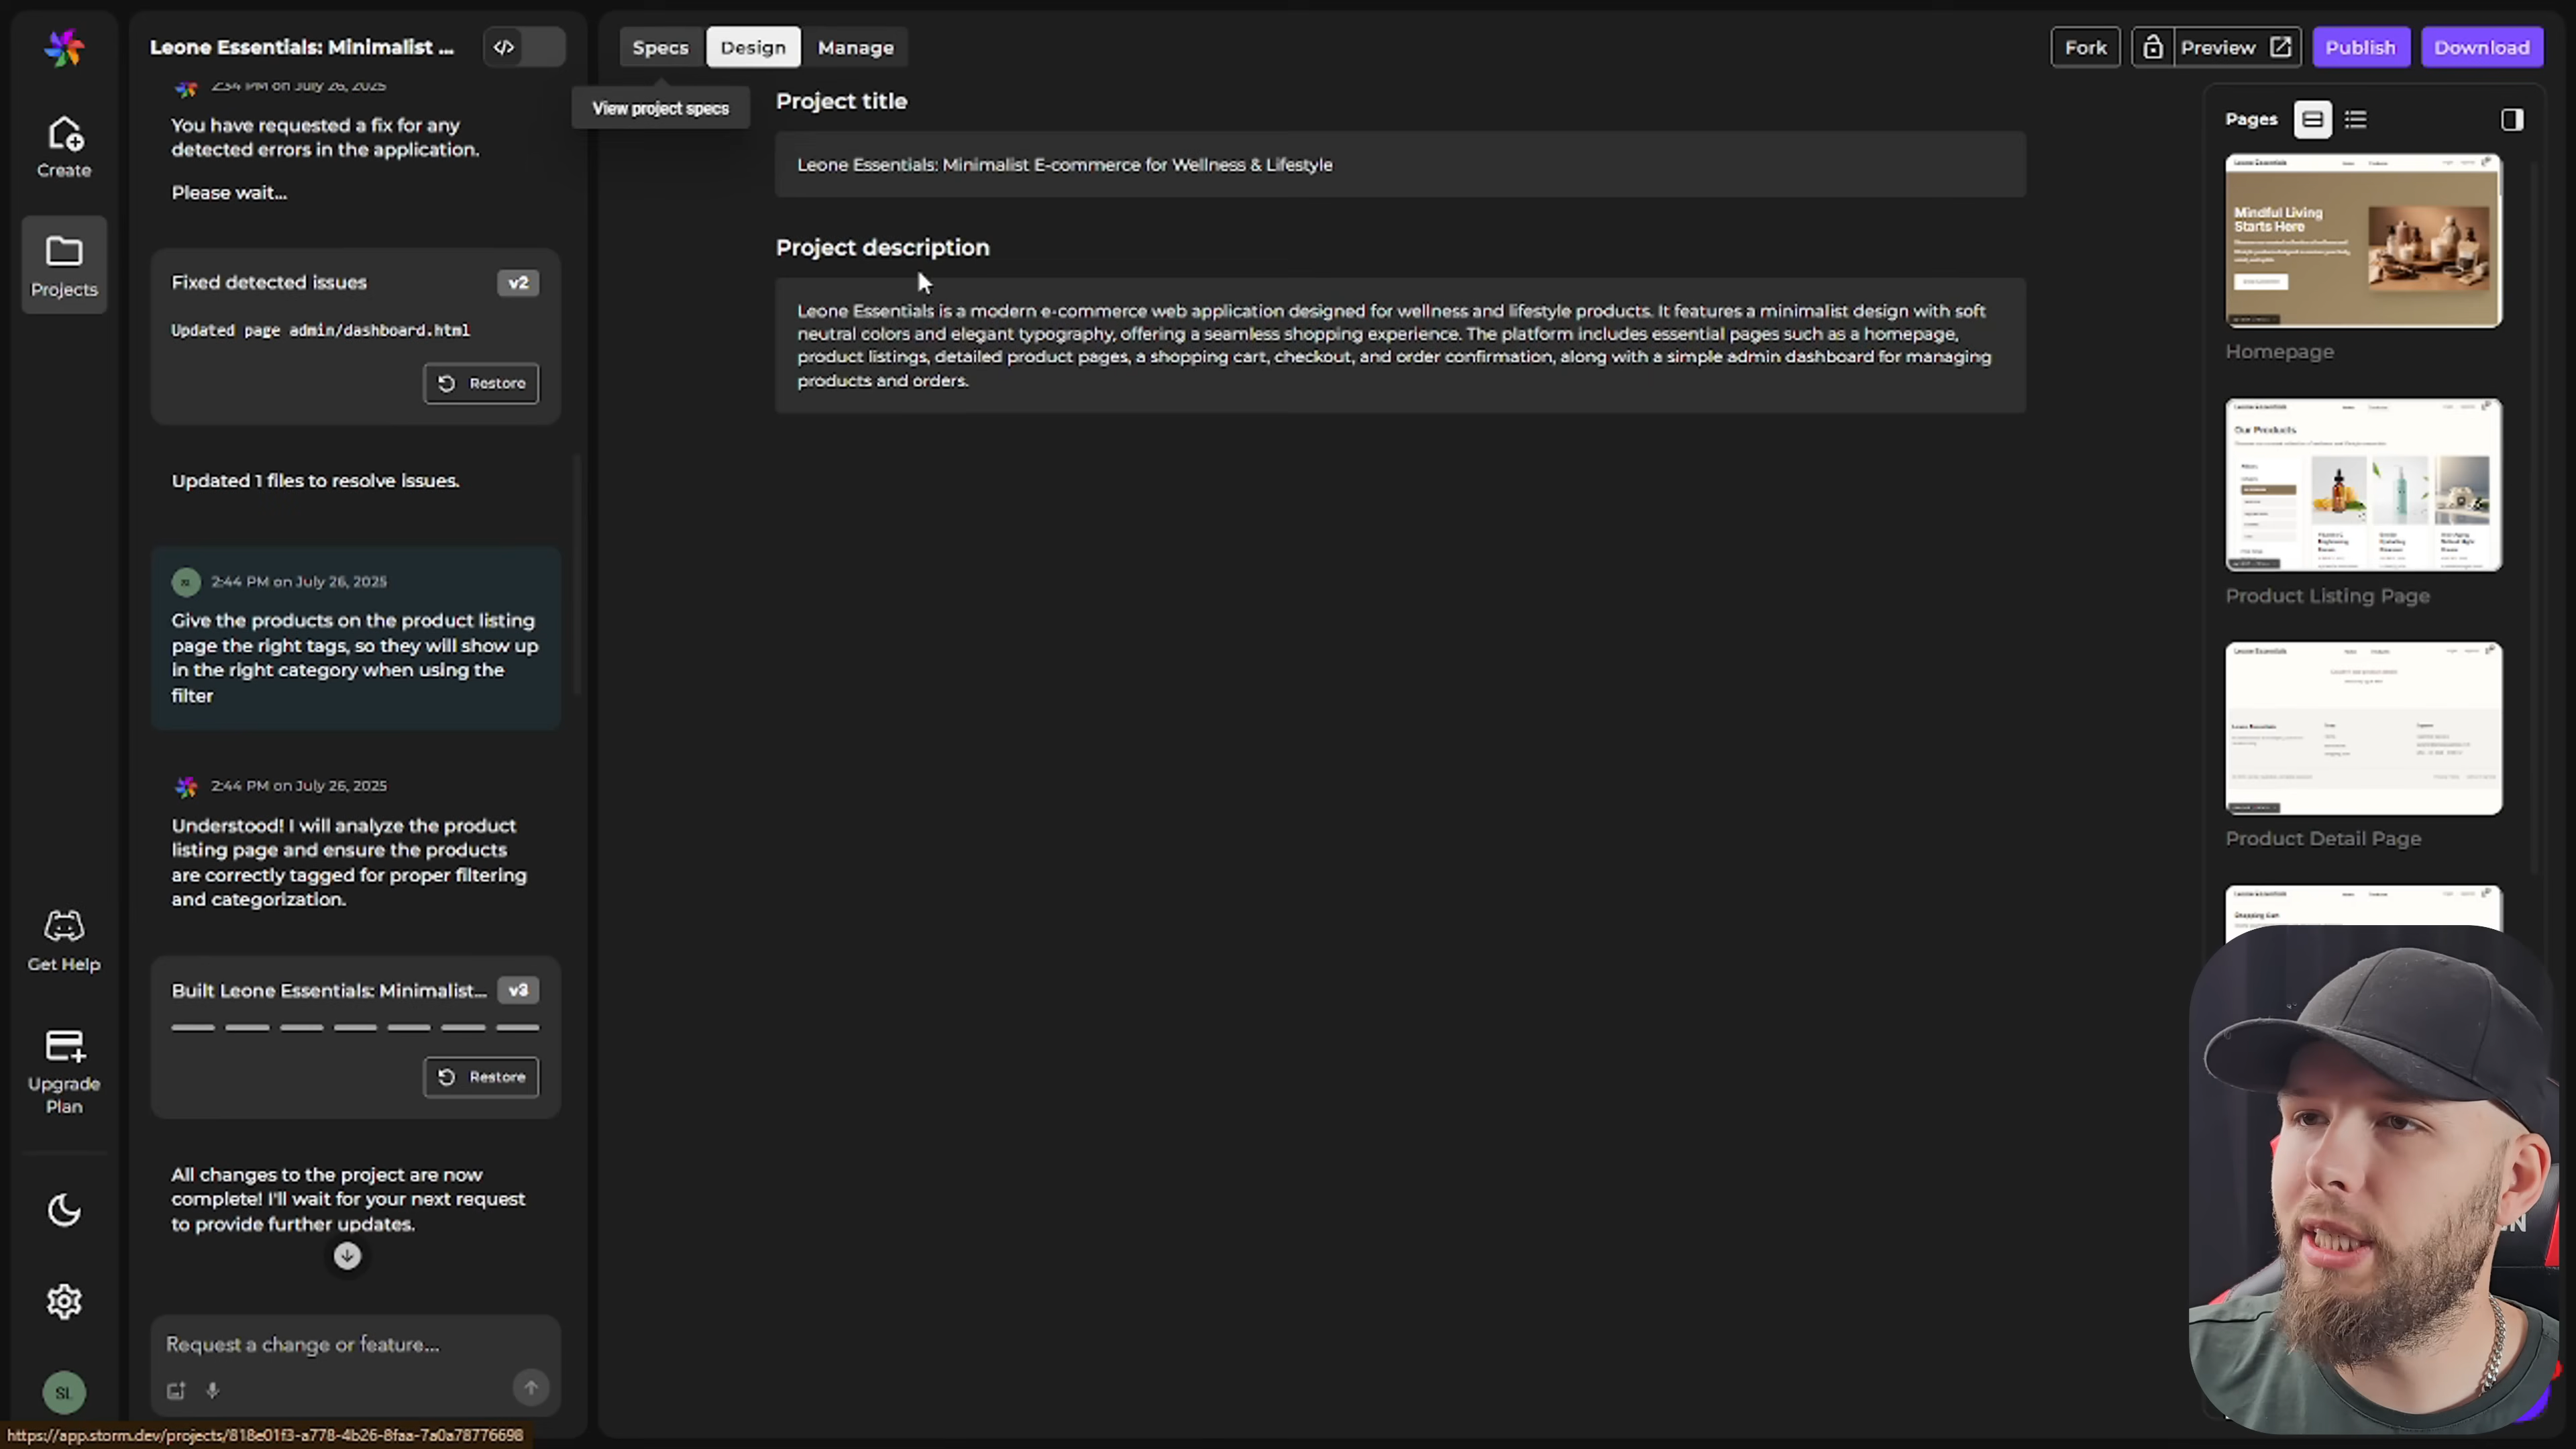 Leone Essentials: Minimalist ...
</>
Specs
Design
Manage
Fork
Preview
Publish
Download
View project specs
Create
Projects
Get Help
Upgrade
Plan
SL
2:34 PM on July 26, 2025
You have requested a fix for any
detected errors in the application.
Please wait...
Fixed detected issues
v2
Updated page admin/dashboard.html
Restore
Updated 1 files to resolve issues.
2:44 PM on July 26, 2025
Give the products on the product listing
page the right tags, so they will show up
in the right category when using the
filter
2:44 PM on July 26, 2025
Understood! I will analyze the product
listing page and ensure the products
are correctly tagged for proper filtering
and categorization.
Built Leone Essentials: Minimalist...
v3
Restore
All changes to the project are now
complete! I'll wait for your next request
to provide further updates.
Request a change or feature...
https://app.storm.dev/projects/818e01f3-a778-4b26-8faa-7a0a78776698
Project title
Leone Essentials: Minimalist E-commerce for Wellness & Lifestyle
Project description
Leone Essentials is a modern e-commerce web application designed for wellness and lifestyle products. It features a minimalist design with soft
neutral colors and elegant typography, offering a seamless shopping experience. The platform includes essential pages such as a homepage,
product listings, detailed product pages, a shopping cart, checkout, and order confirmation, along with a simple admin dashboard for managing
products and orders.
Pages
Leone Essentials
Mindful Living
Starts Here
Homepage
Leone Essentials
Our Products
Product Listing Page
Leone Essentials
Product Detail Page
Leone Essentials
Shopping Cart